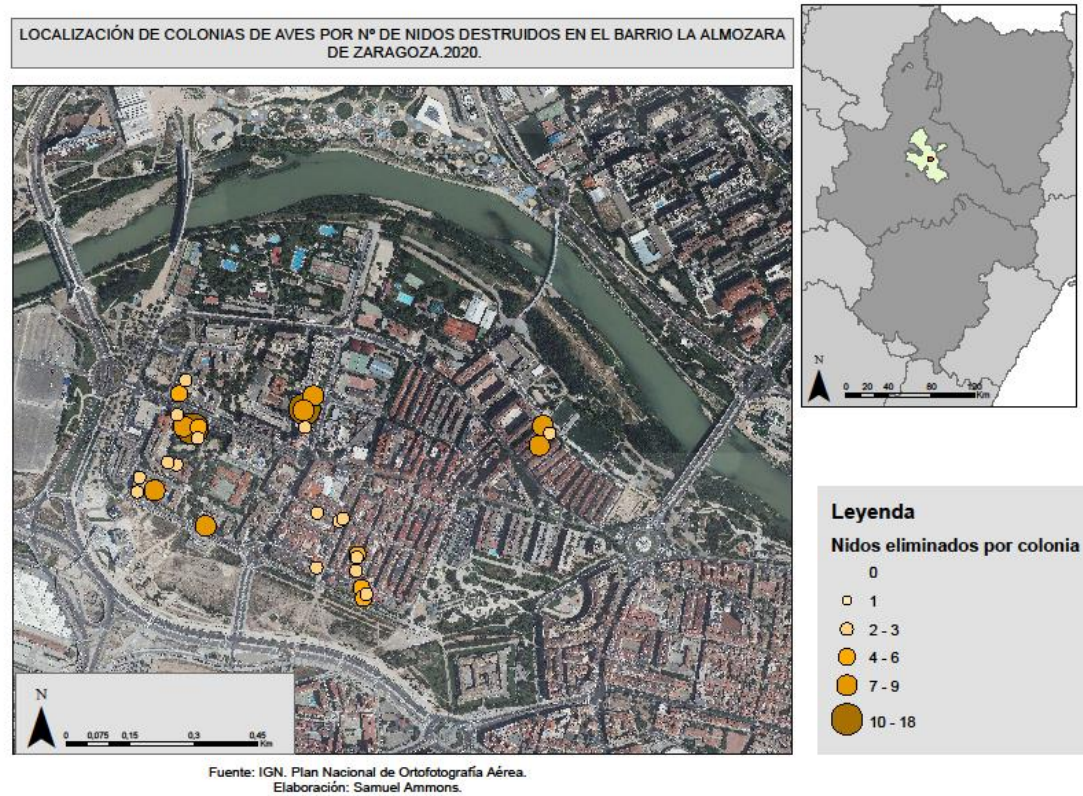 LOCALIZACIÓN DE COLONIAS DE AVES POR Nº DE NIDOS DESTRUIDOS EN EL BARRIO LA ALMOZARA
DE ZARAGOZA.2020.
N
0 20 40 80 120
Km
Leyenda
Nidos eliminados por colonia
0
1
2 - 3
4 - 6
7 - 9
10 - 18
N
0 0,075 0,15 0,3 0,45
Km
Fuente: IGN. Plan Nacional de Ortofotografía Aérea.
Elaboración: Samuel Ammons.